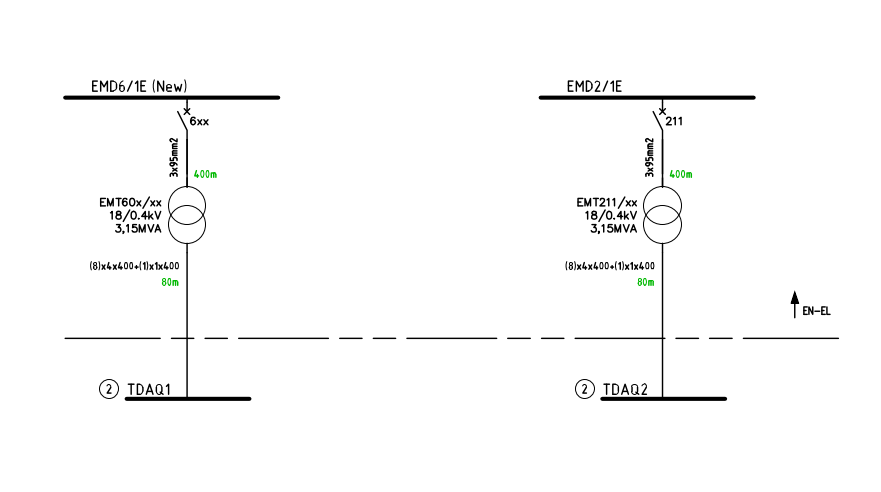 EMD6/1E (New)
6xx
3x95mm2
400m
EMT60x/xx
18/0.4kV
3,15MVA
(8)x4x400+(1)x1x400
80m
2 TDAQ1
EMD2/1E
211
3x95mm2
400m
EMT211/xx
18/0.4kV
3,15MVA
(8)x4x400+(1)x1x400
80m
EN-EL
2 TDAQ2